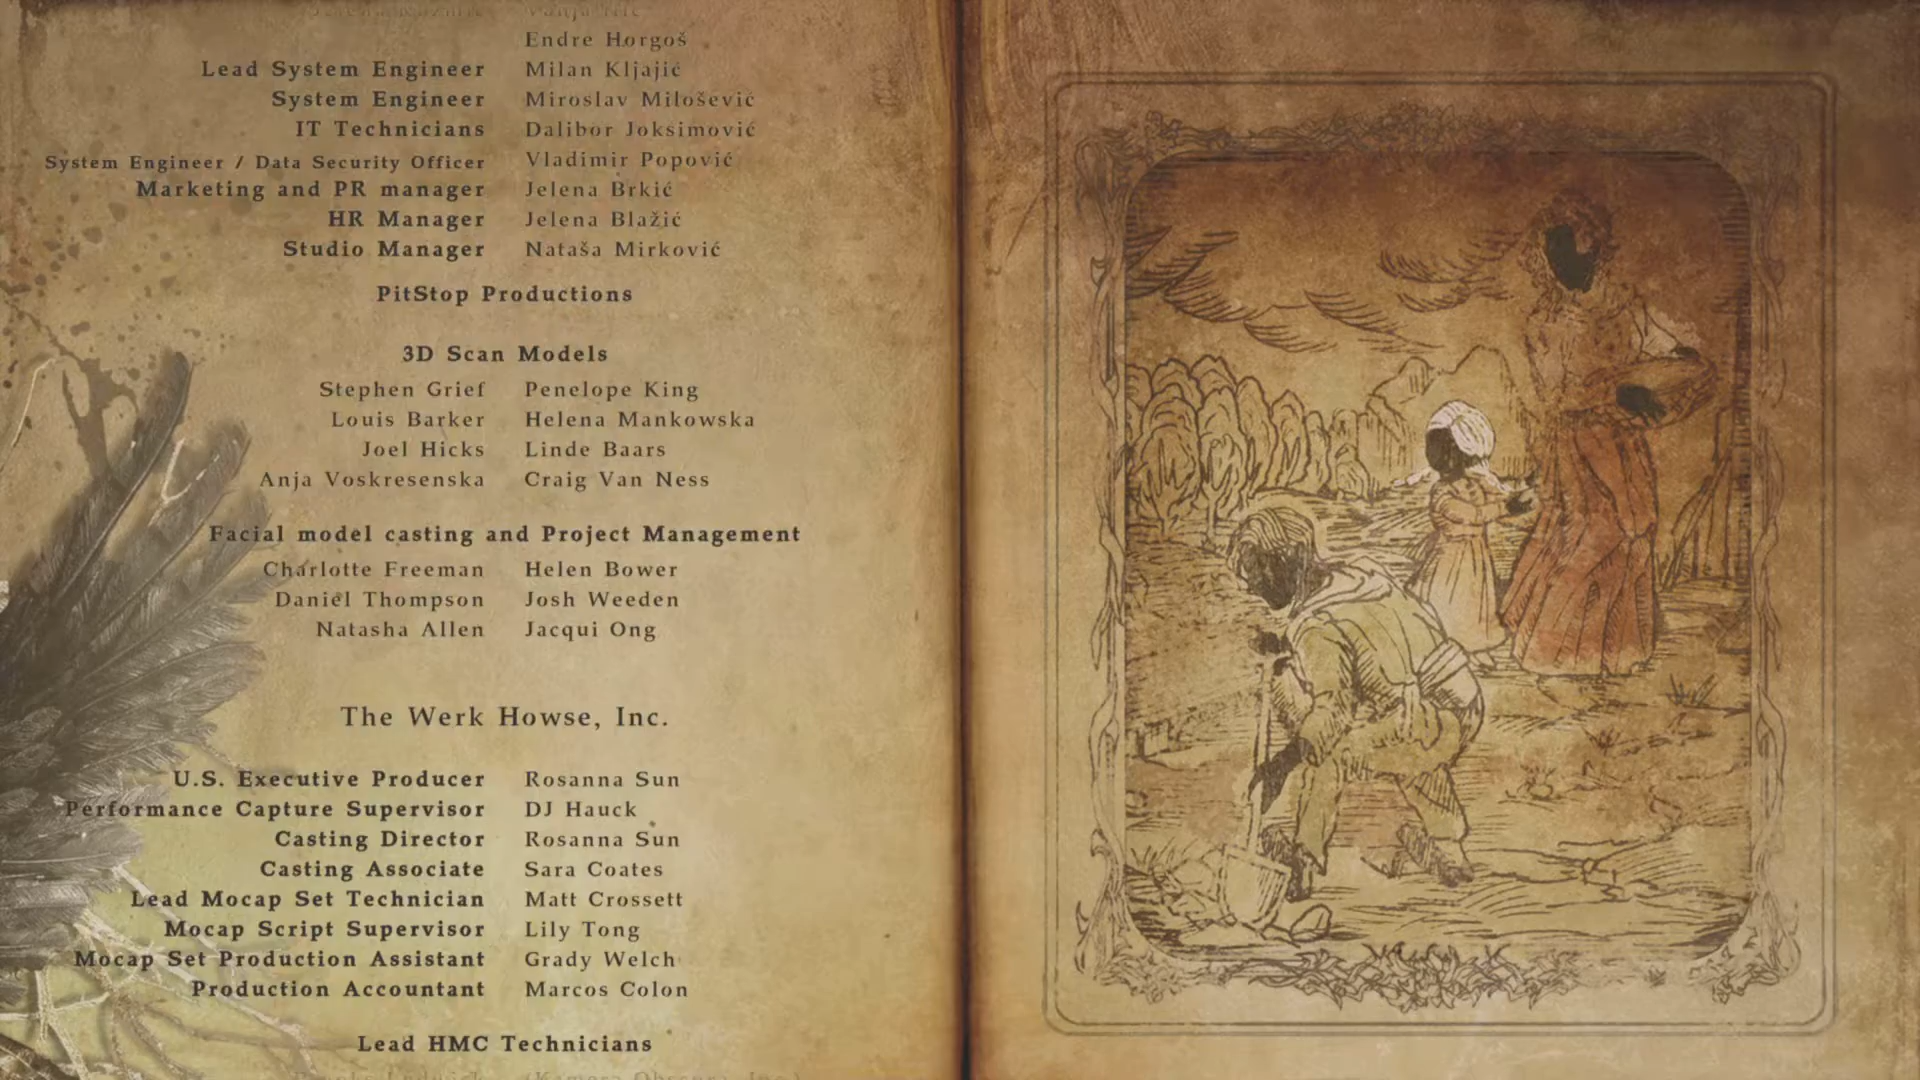 Endre Horgoš
Lead System Engineer Milan Kljajić
System Engineer Miroslav Milošević
IT Technicians Dalibor Joksimović
System Engineer / Data Security Officer Vladimir Popović
Marketing and PR manager Jelena Brkić
HR Manager Jelena Blažić
Studio Manager Nataša Mirković
PitStop Productions
3D Scan Models
Stephen Grief Penelope King
Louis Barker Helena Mankowska
Joel Hicks Linde Baars
Anja Voskresenska Craig Van Ness
Facial model casting and Project Management
Charlotte Freeman Helen Bower
Daniel Thompson Josh Weeden
Natasha Allen Jacqui Ong
The Werk Howse, Inc.
U.S. Executive Producer Rosanna Sun
Performance Capture Supervisor DJ Hauck
Casting Director Rosanna Sun
Casting Associate Sara Coates
Lead Mocap Set Technician Matt Crossett
Mocap Script Supervisor Lily Tong
Mocap Set Production Assistant Grady Welch
Production Accountant Marcos Colon
Lead HMC Technicians